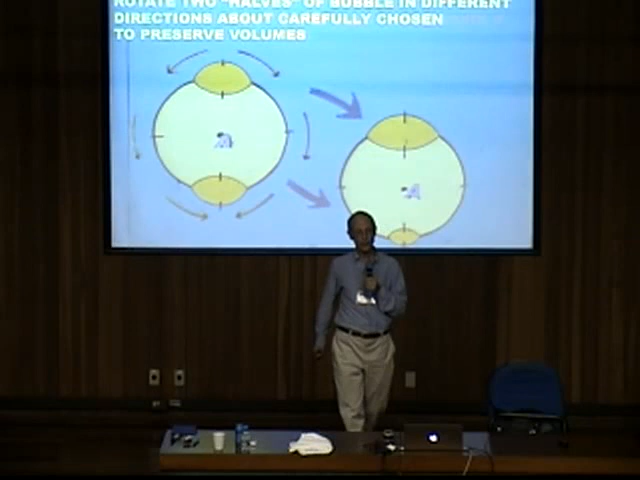 ROTATE TWO "HALVES" OF BUBBLE IN DIFFERENT
DIRECTIONS ABOUT CAREFULLY CHOSEN
TO PRESERVE VOLUMES